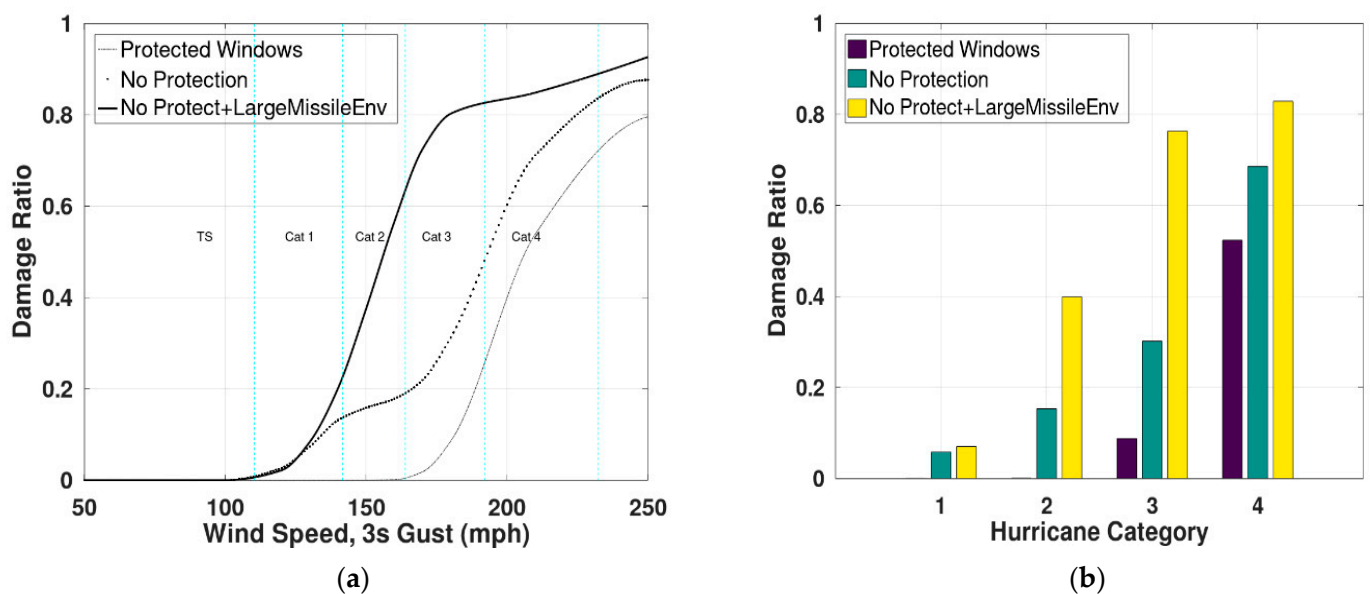 1
0.8
0.6
0.4
0.2
0
Damage Ratio
Protected Windows
No Protection
No Protect+LargeMissileEnv
TS
Cat 1
Cat 2
Cat 3
Cat 4
50
100
150
200
250
Wind Speed, 3s Gust (mph)
(a)
1
0.8
0.6
0.4
0.2
0
Damage Ratio
Protected Windows
No Protection
No Protect+LargeMissileEnv
1
2
3
4
Hurricane Category
(b)